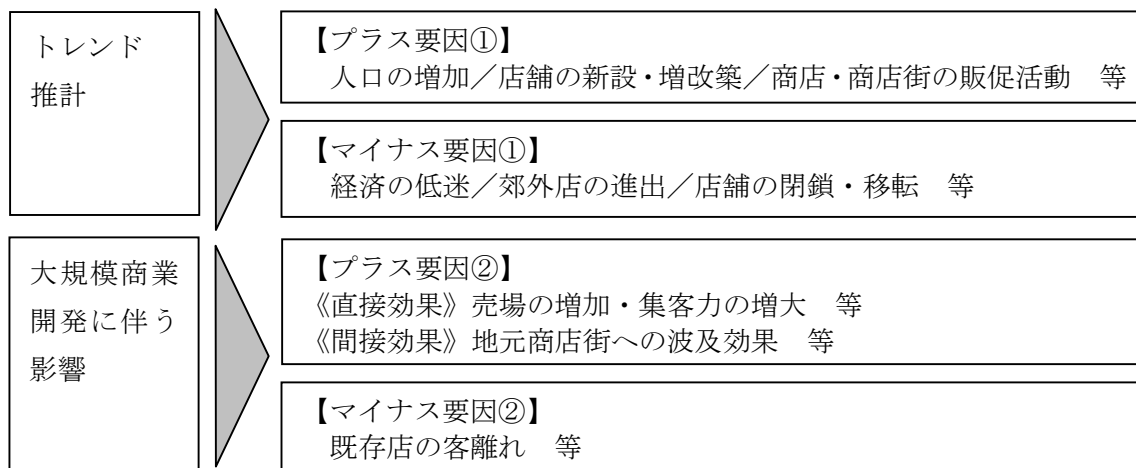 トレンド
推計
【プラス要因①】
人口の増加／店舗の新設・増改築／商店・商店街の販促活動　等
【マイナス要因①】
経済の低迷／郊外店の進出／店舗の閉鎖・移転　等
大規模商業
開発に伴う
影響
【プラス要因②】
《直接効果》売場の増加・集客力の増大　等
《間接効果》地元商店街への波及効果　等
【マイナス要因②】
既存店の客離れ　等